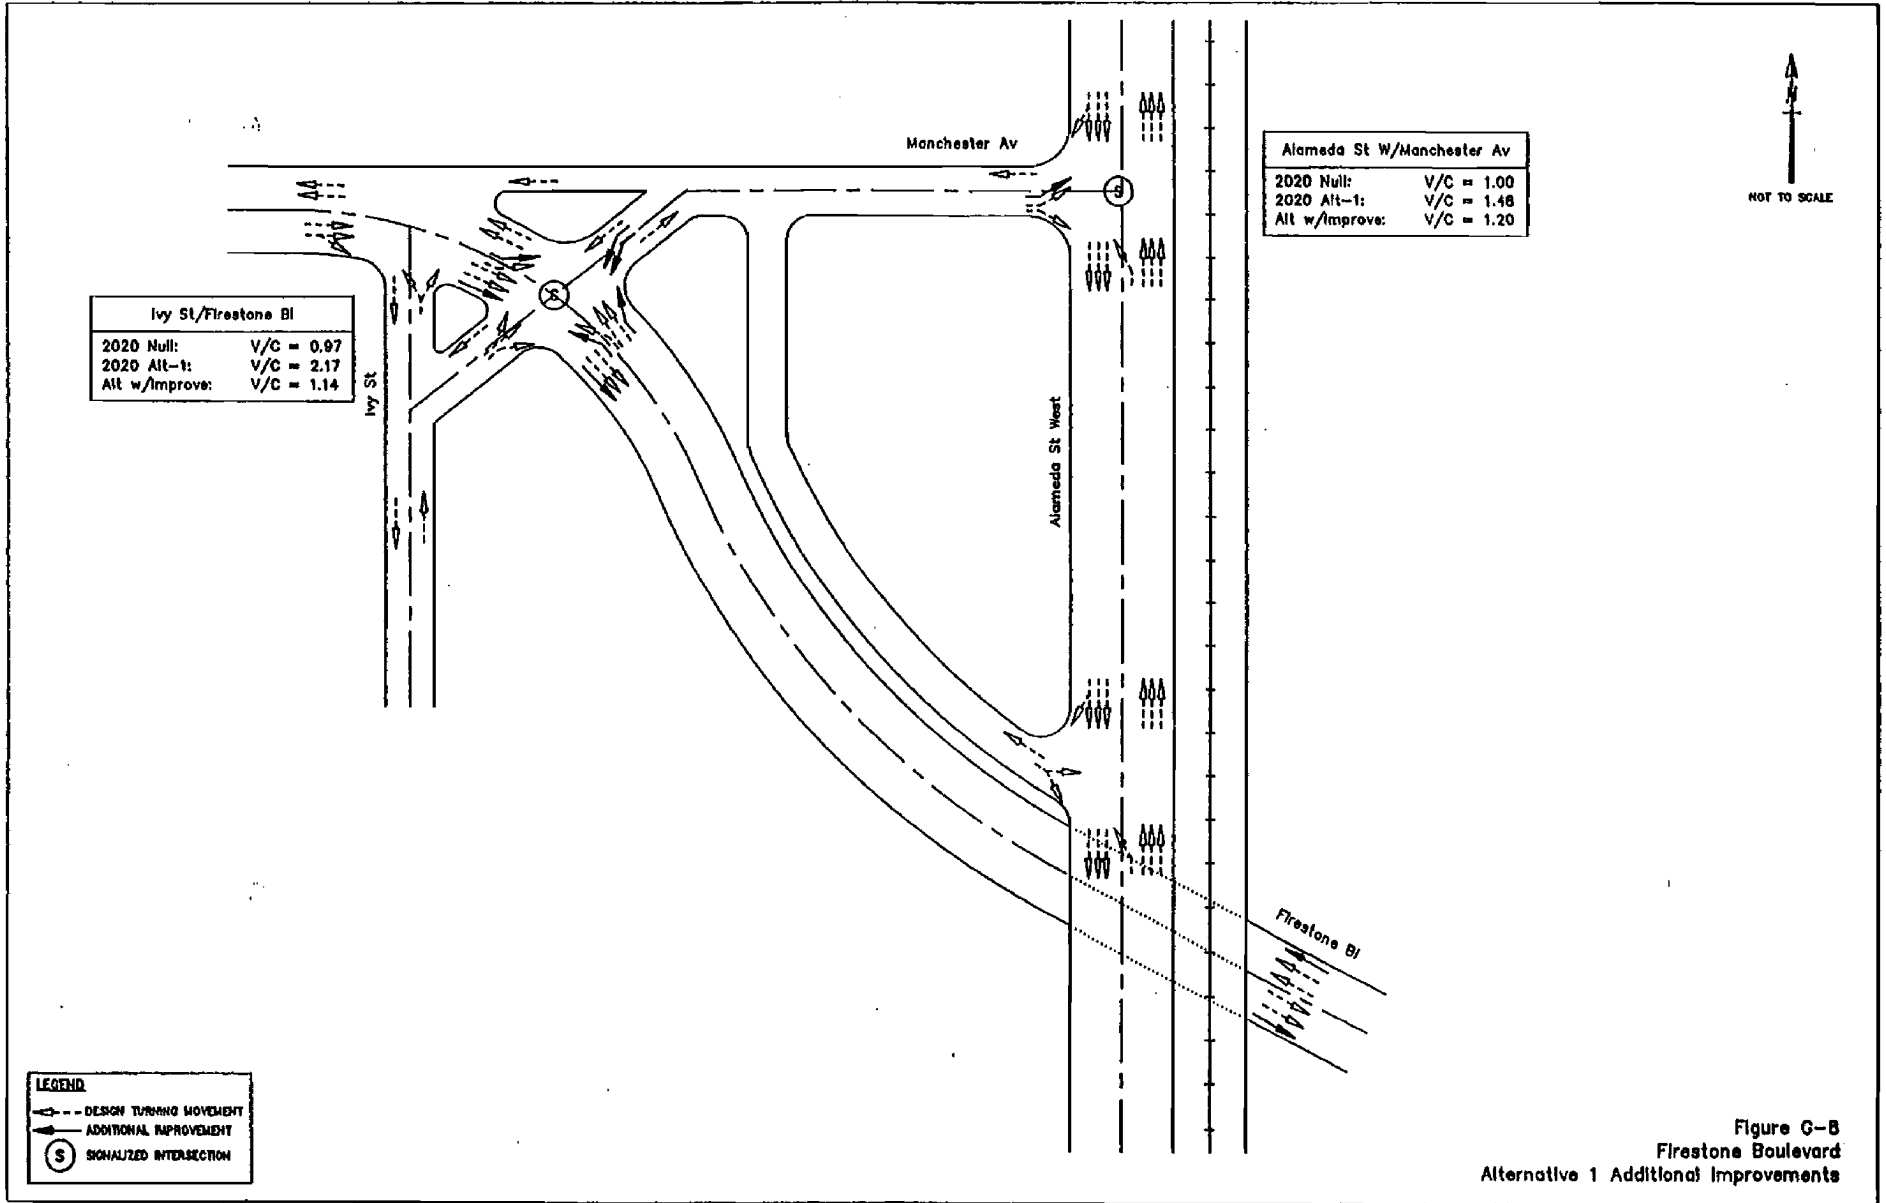 Manchester Av
Alameda St W/Manchester Av
2020 Null: V/C = 1.00
2020 Alt-1: V/C = 1.46
Alt w/Improve: V/C = 1.20
N
NOT TO SCALE
S
S
Ivy St/Firestone Bl
2020 Null: V/C = 0.97
2020 Alt-1: V/C = 2.17
Alt w/Improve: V/C = 1.14
Ivy St
Alameda St West
Firestone Bl
LEGEND
DESIGN TURNING MOVEMENT
ADDITIONAL IMPROVEMENT
S SIGNALIZED INTERSECTION
Figure G-8
Firestone Boulevard
Alternative 1 Additional Improvements